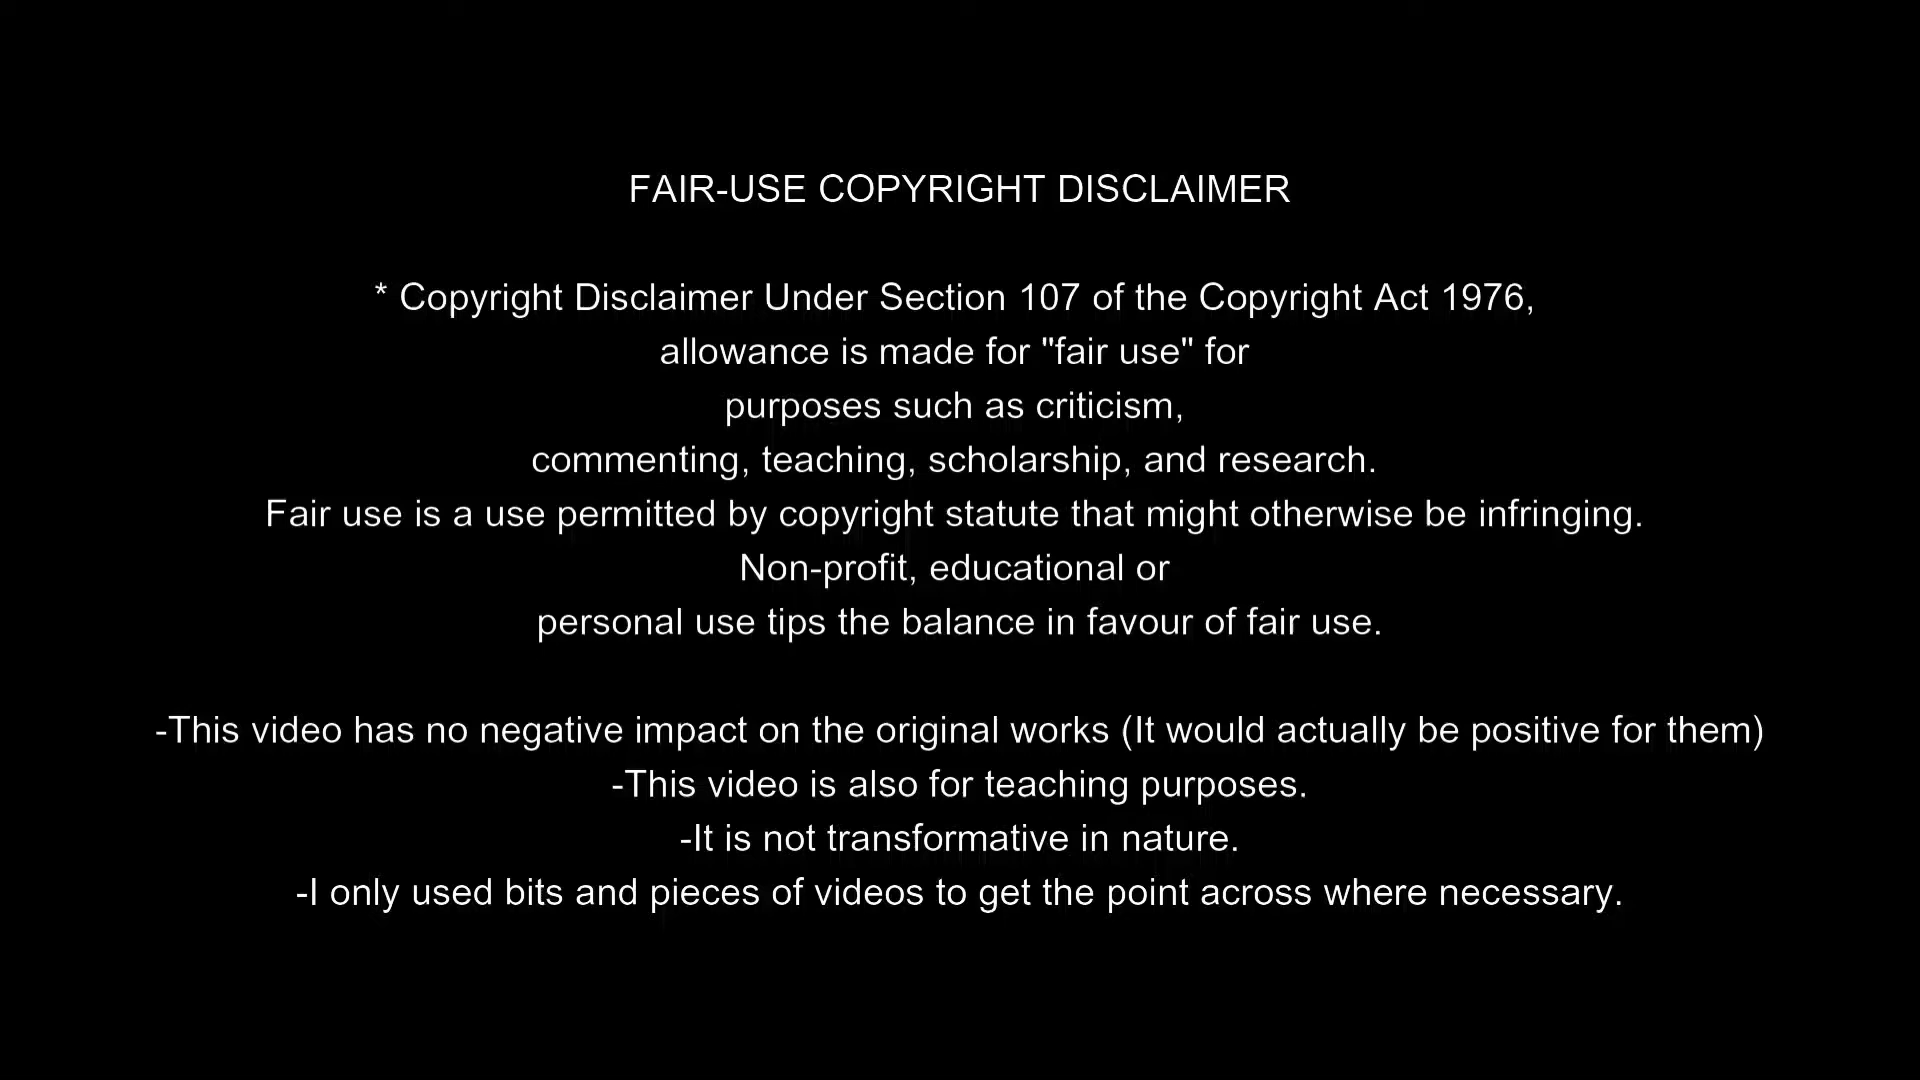 FAIR-USE COPYRIGHT DISCLAIMER
* Copyright Disclaimer Under Section 107 of the Copyright Act 1976,
allowance is made for "fair use" for
purposes such as criticism,
commenting, teaching, scholarship, and research.
Fair use is a use permitted by copyright statute that might otherwise be infringing.
Non-profit, educational or
personal use tips the balance in favour of fair use.
-This video has no negative impact on the original works (It would actually be positive for them)
-This video is also for teaching purposes.
-It is not transformative in nature.
-I only used bits and pieces of videos to get the point across where necessary.